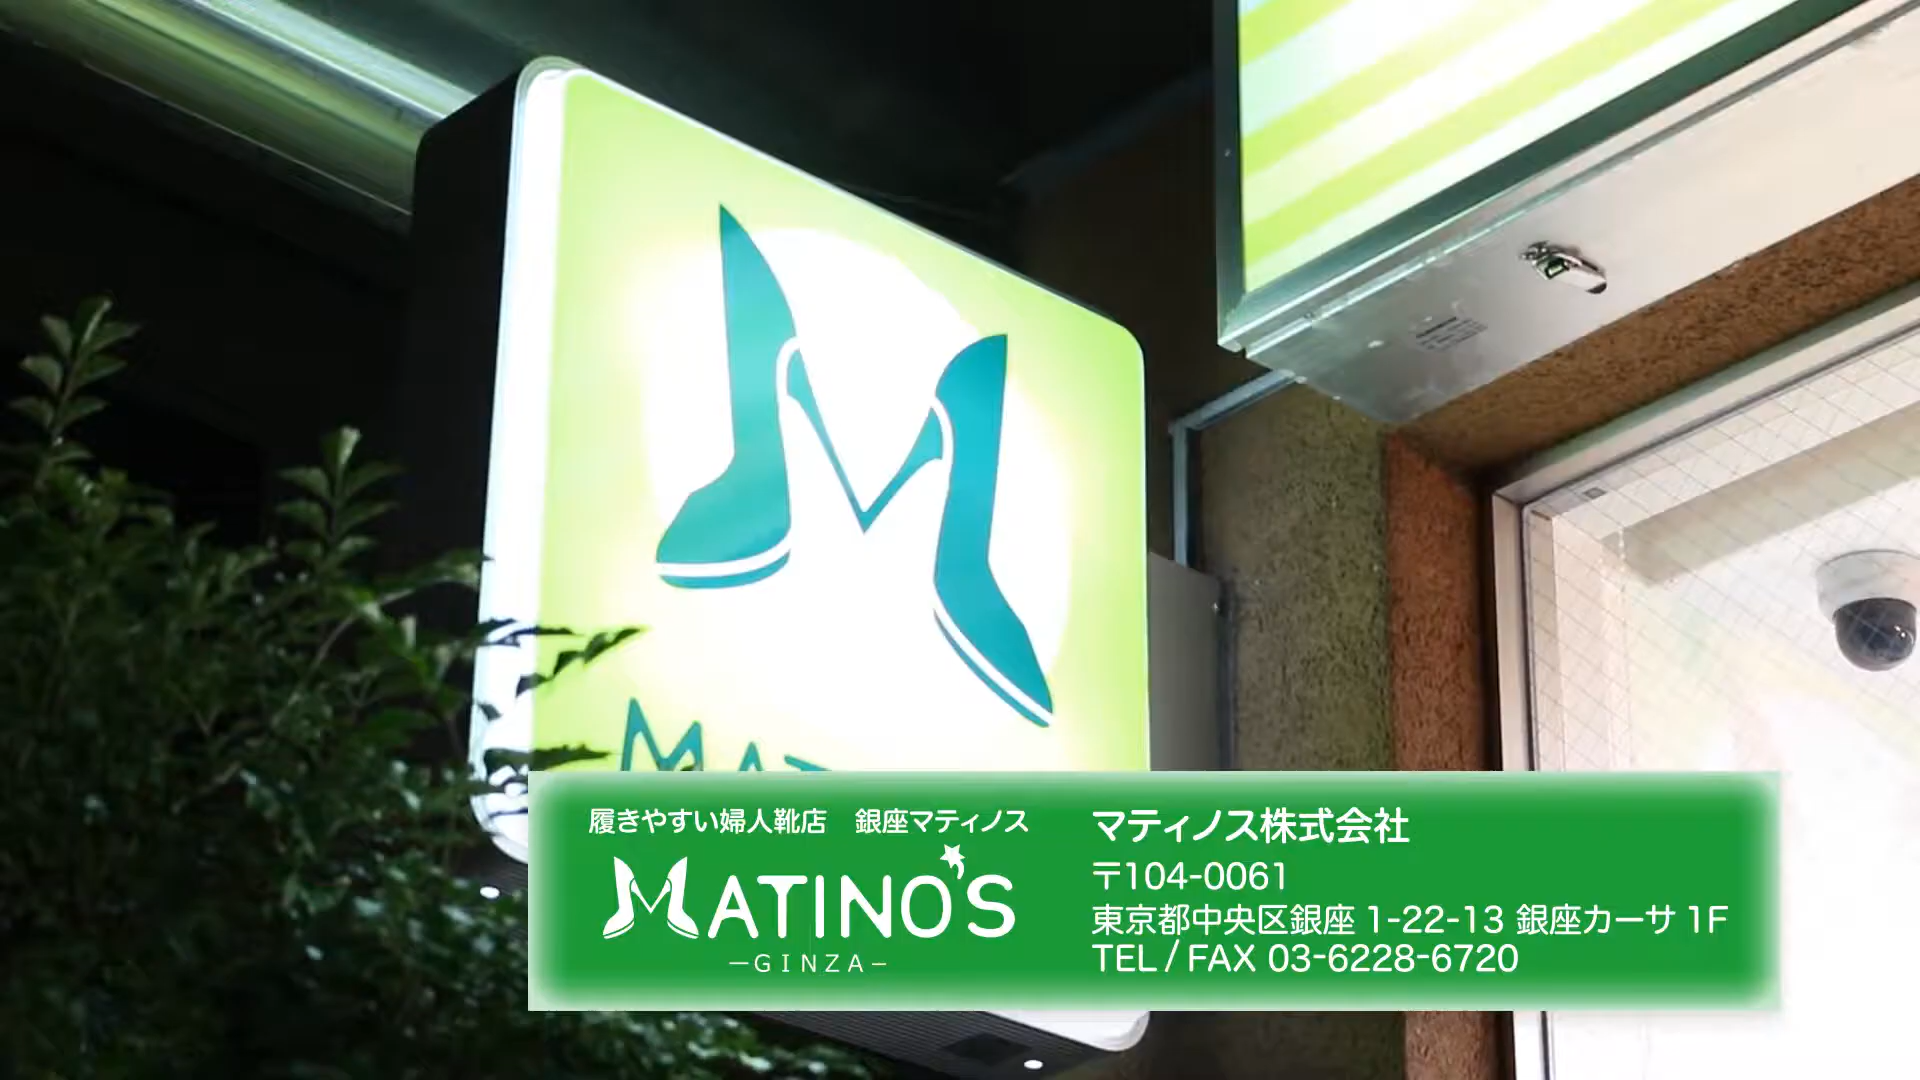 履きやすい婦人靴店　銀座マティノス
MATINO'S
–GINZA–
マティノス株式会社
〒104-0061
東京都中央区銀座 1-22-13 銀座カーサ 1F
TEL / FAX 03-6228-6720